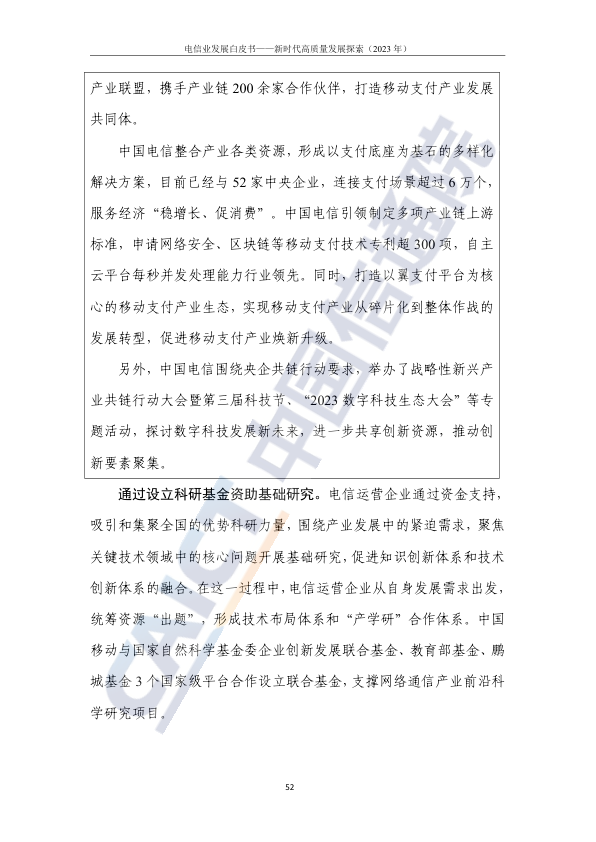 电信业发展白皮书——新时代高质量发展探索（2023 年）
产业联盟，携手产业链 200 余家合作伙伴，打造移动支付产业发展
共同体。
中国电信整合产业各类资源，形成以支付底座为基石的多样化
解决方案，目前已经与 52 家中央企业，连接支付场景超过 6 万个，
服务经济“稳增长、促消费”。中国电信引领制定多项产业链上游
标准，申请网络安全、区块链等移动支付技术专利超 300 项，自主
云平台每秒并发处理能力行业领先。同时，打造以翼支付平台为核
心的移动支付产业生态，实现移动支付产业从碎片化到整体作战的
发展转型，促进移动支付产业焕新升级。
另外，中国电信围绕央企共链行动要求，举办了战略性新兴产
业共链行动大会暨第三届科技节、“2023 数字科技生态大会”等专
题活动，探讨数字科技发展新未来，进一步共享创新资源，推动创
新要素聚集。
通过设立科研基金资助基础研究。电信运营企业通过资金支持，
吸引和集聚全国的优势科研力量，围绕产业发展中的紧迫需求，聚焦
关键技术领域中的核心问题开展基础研究，促进知识创新体系和技术
创新体系的融合。在这一过程中，电信运营企业从自身发展需求出发，
统筹资源“出题”，形成技术布局体系和“产学研”合作体系。中国
移动与国家自然科学基金委企业创新发展联合基金、教育部基金、鹏
城基金 3 个国家级平台合作设立联合基金，支撑网络通信产业前沿科
学研究项目。
52
CAICT 中国信通院